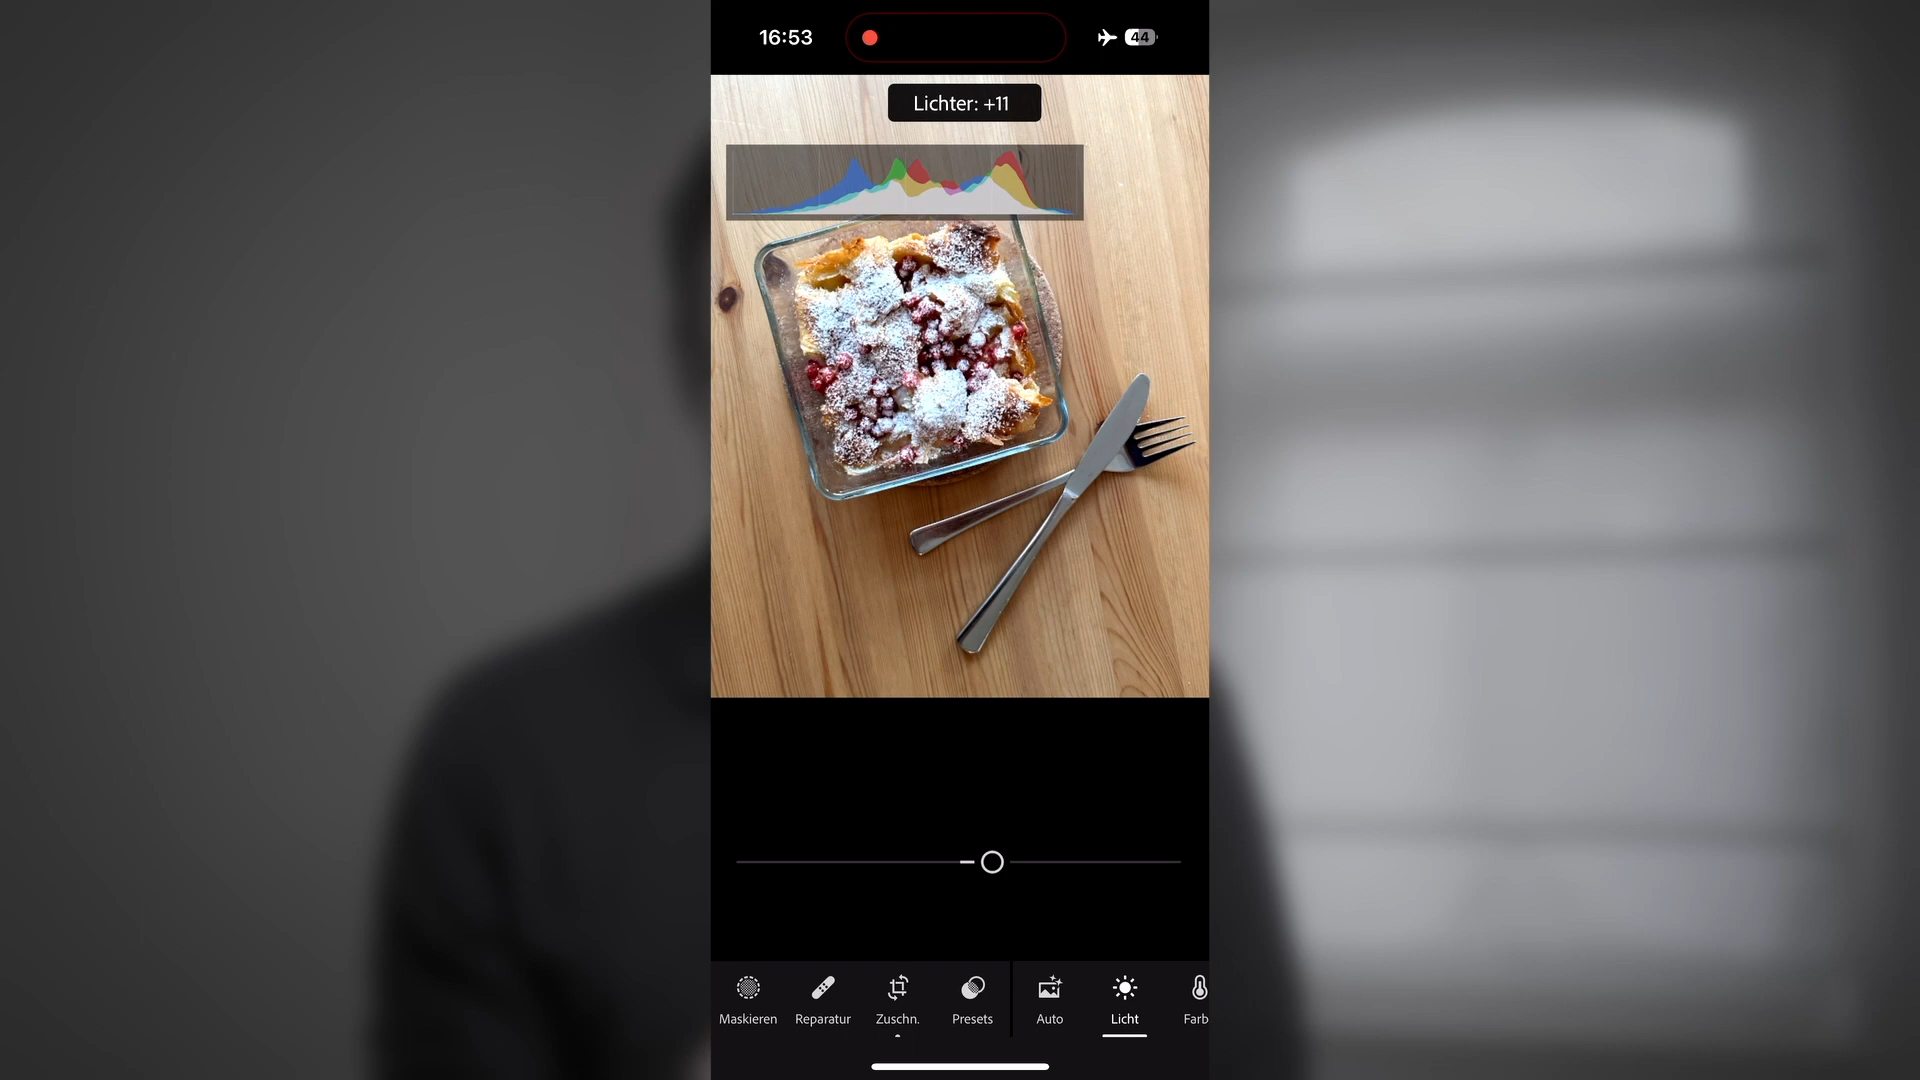 16:53
44
Lichter: +11
Maskieren
Reparatur
Zuschn.
Presets
Auto
Licht
Farb